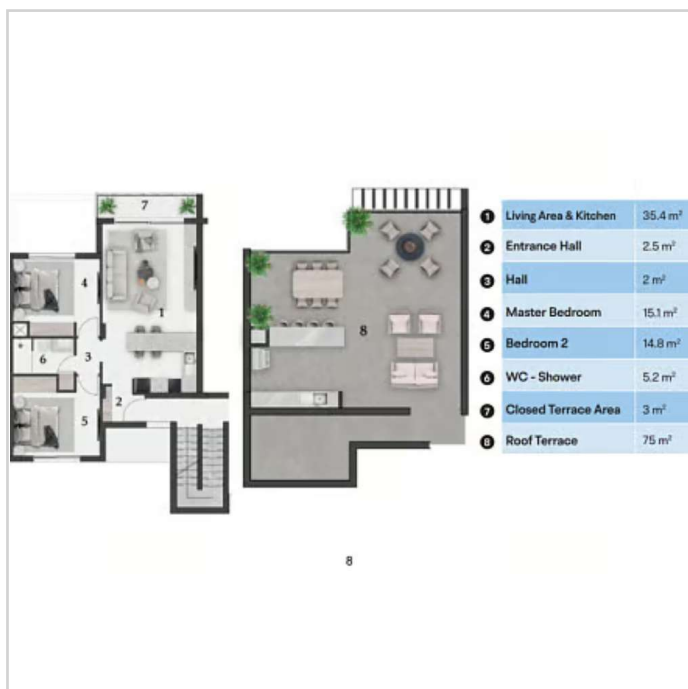 7
4
1
6
3
5
2
8
1 Living Area & Kitchen 35.4 m²
2 Entrance Hall 2.5 m²
3 Hall 2 m²
4 Master Bedroom 15.1 m²
5 Bedroom 2 14.8 m²
6 WC - Shower 5.2 m²
7 Closed Terrace Area 3 m²
8 Roof Terrace 75 m²
8